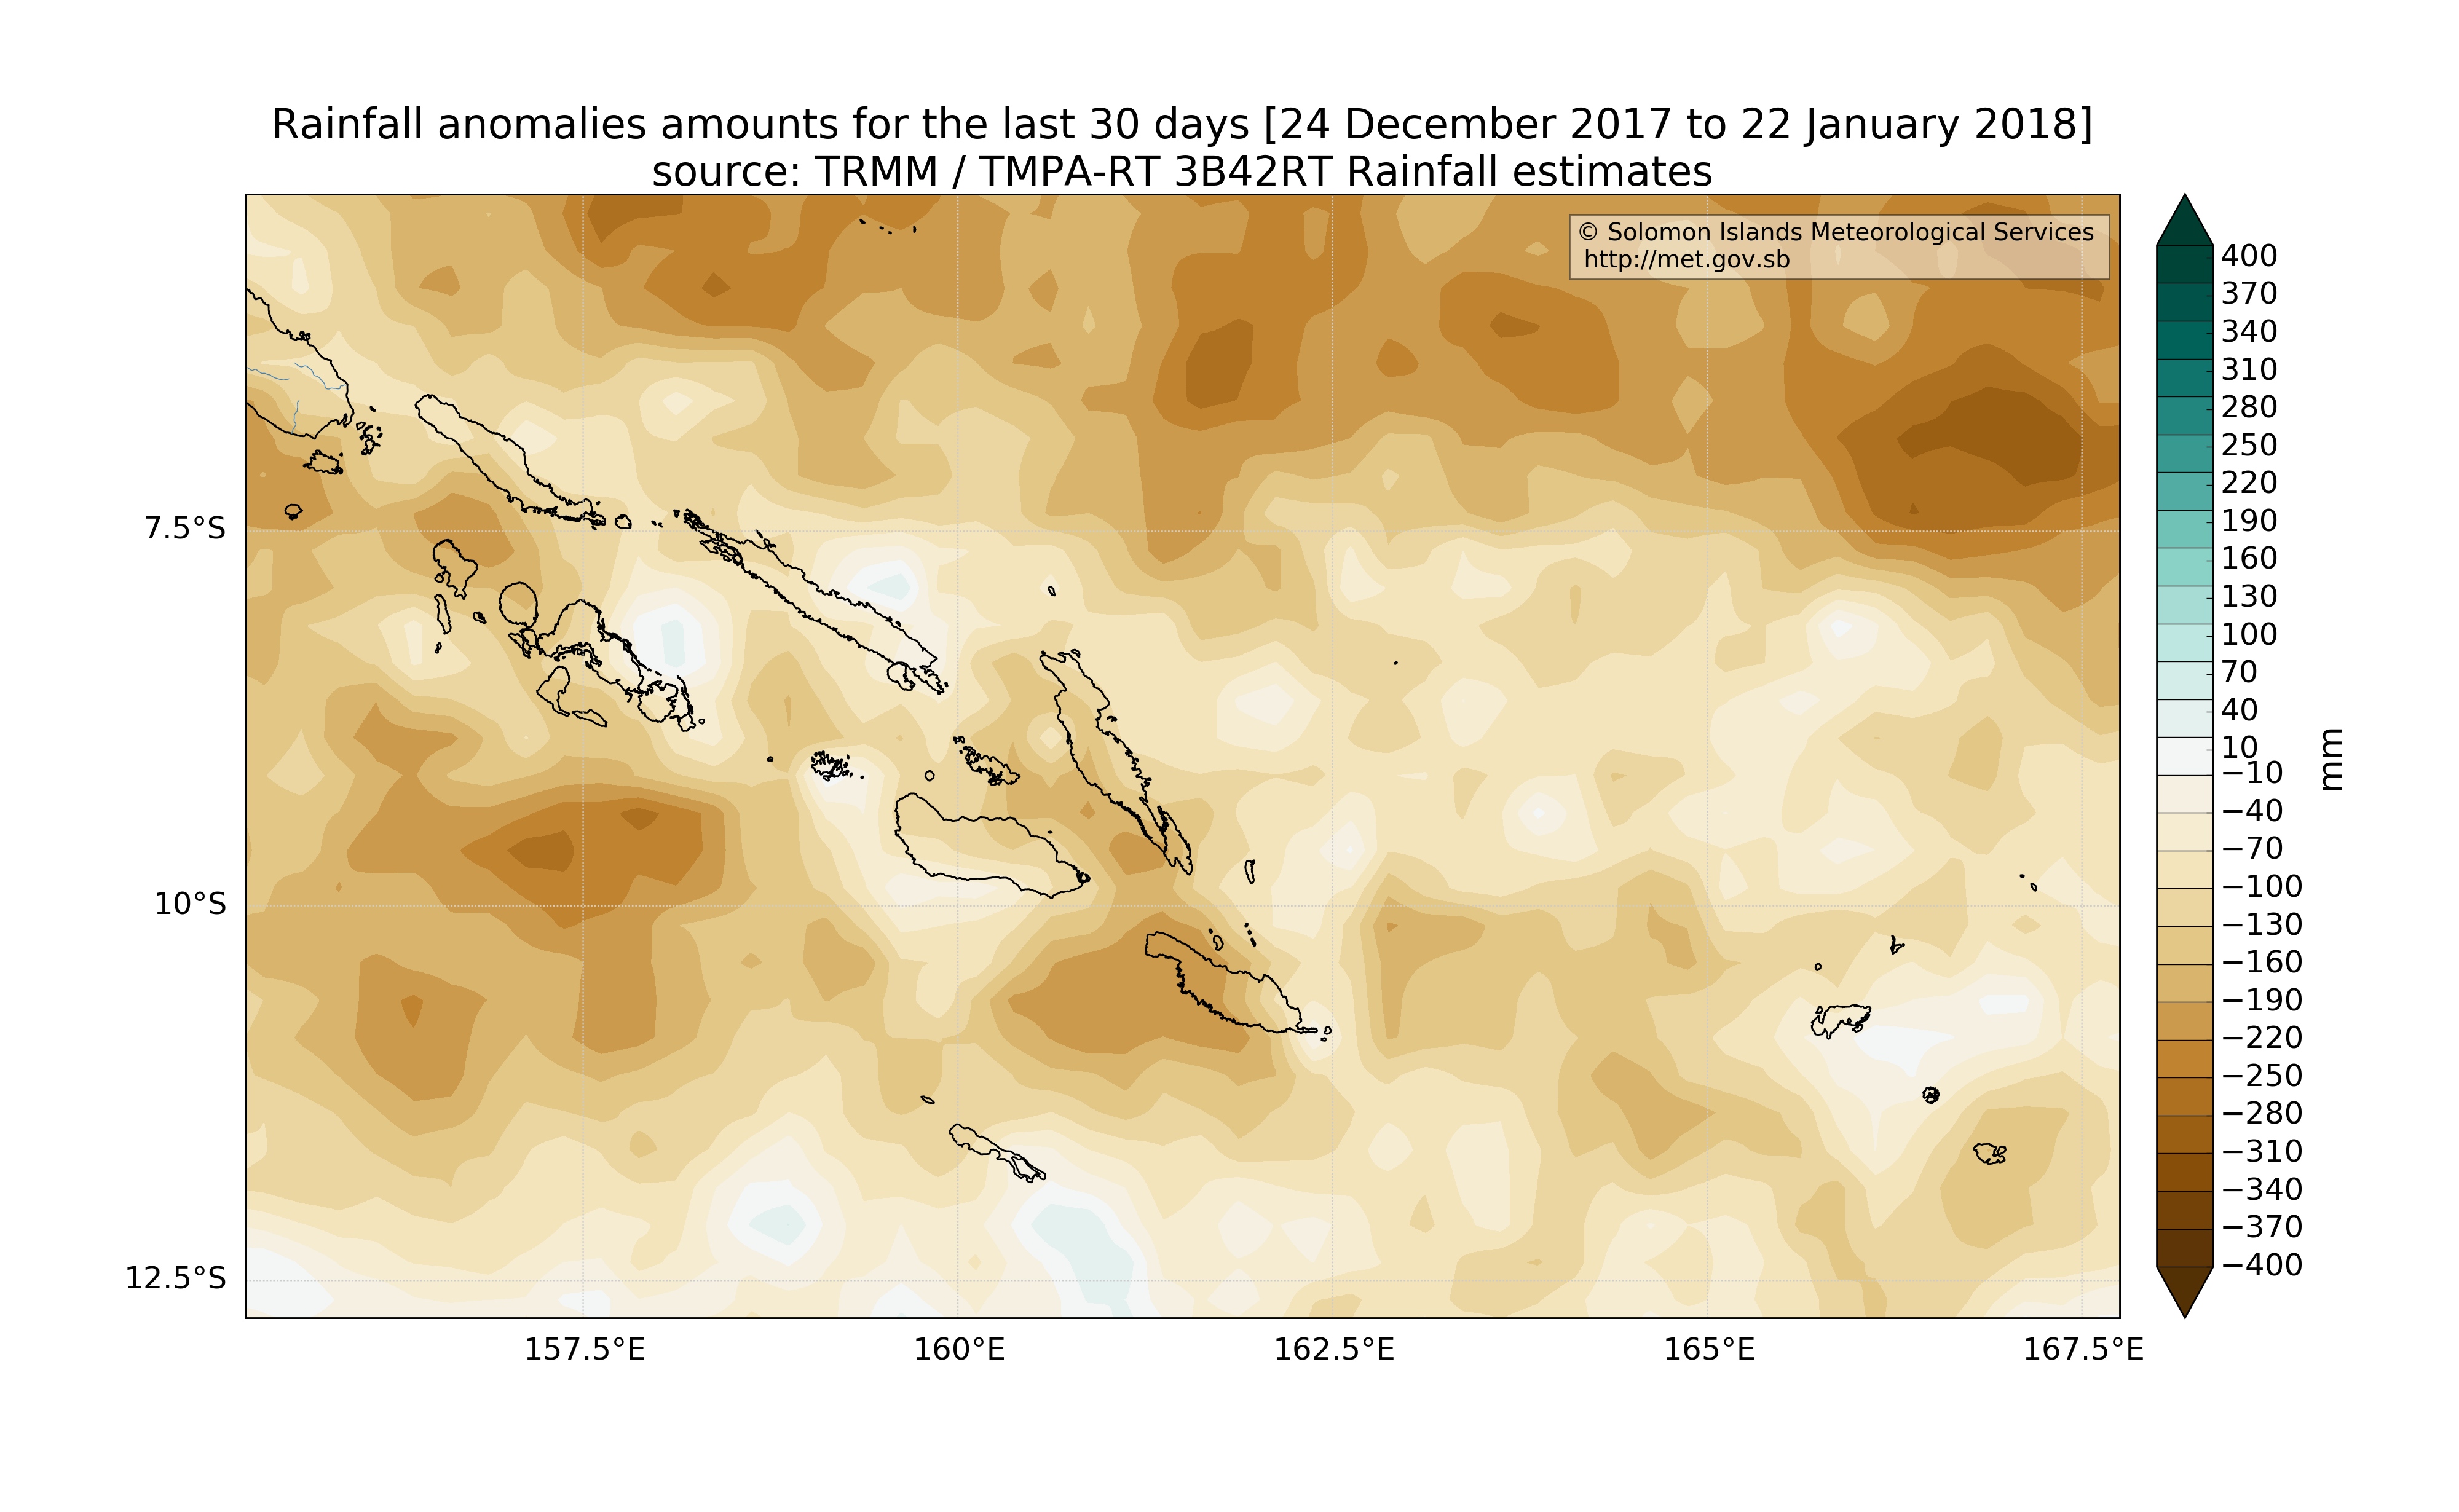 Rainfall anomalies amounts for the last 30 days [24 December 2017 to 22 January 2018]
source: TRMM / TMPA-RT 3B42RT Rainfall estimates
© Solomon Islands Meteorological Services
http://met.gov.sb
7.5°S
10°S
12.5°S
157.5°E
160°E
162.5°E
165°E
167.5°E
400
370
340
310
280
250
220
190
160
130
100
70
40
10
−10
−40
−70
−100
−130
−160
−190
−220
−250
−280
−310
−340
−370
−400
mm